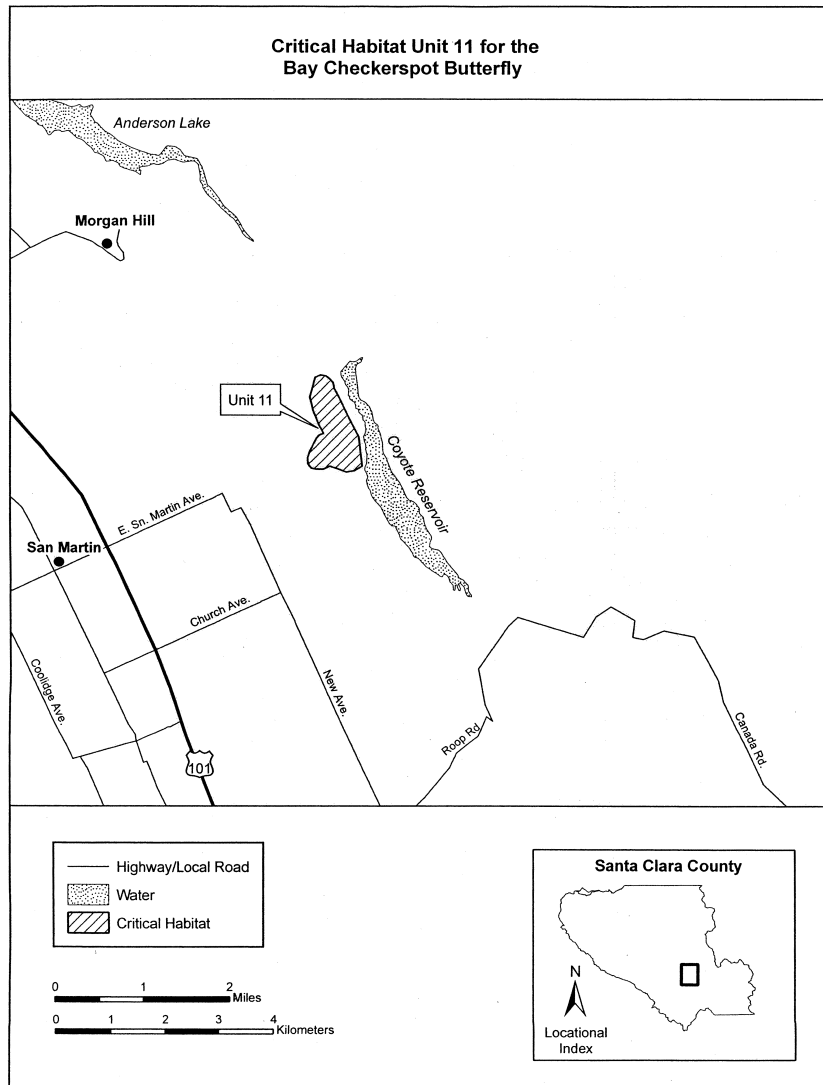 Critical Habitat Unit 11 for the
Bay Checkerspot Butterfly
Anderson Lake
Morgan Hill
Unit 11
Coyote Reservoir
E. Sn. Martin Ave.
San Martin
Church Ave.
Coolidge Ave.
New Ave.
Roop Rd.
Canada Rd.
101
Highway/Local Road
Water
Critical Habitat
0 1 2
Miles
0 1 2 3 4
Kilometers
Santa Clara County
N
Locational
Index